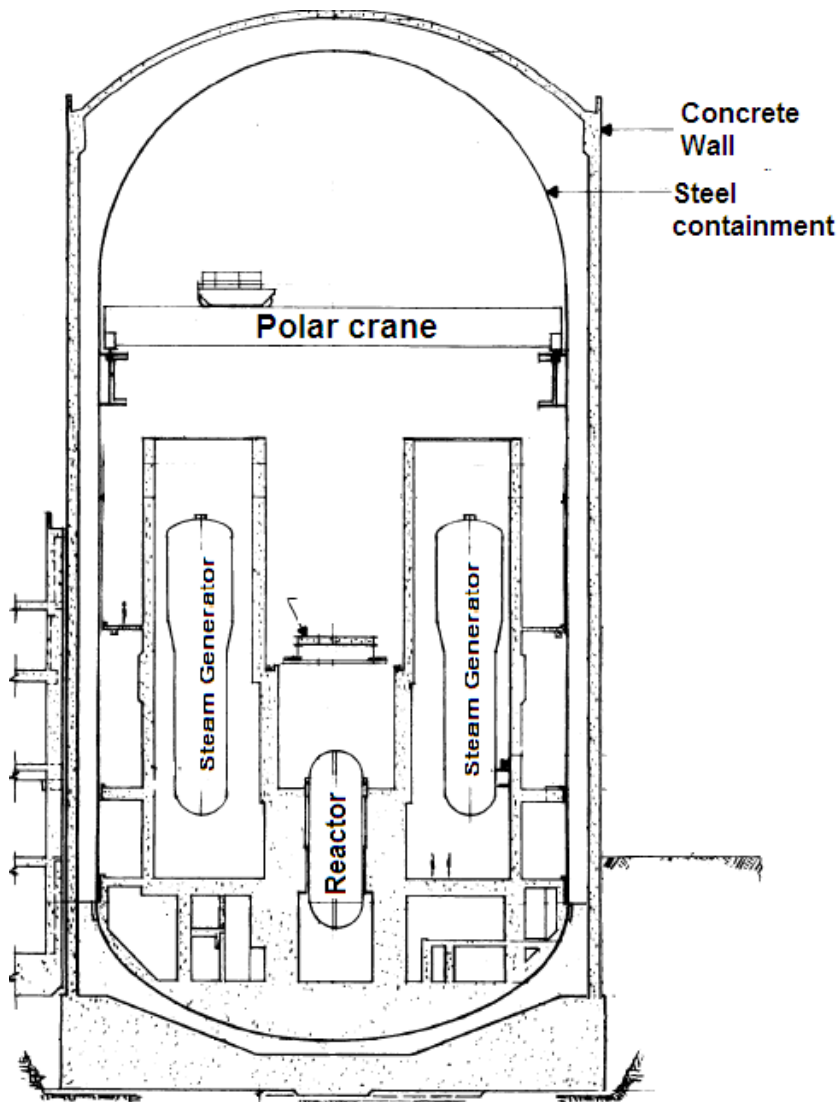 Concrete
Wall
Steel
containment
Polar crane
Steam Generator
Steam Generator
Reactor